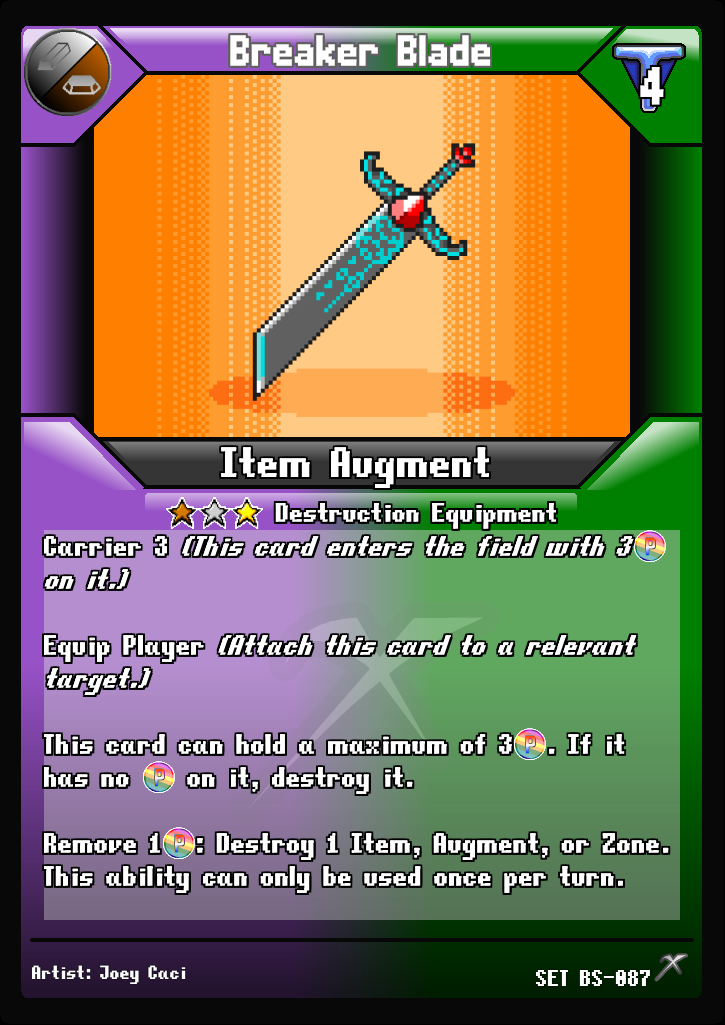 Breaker Blade
4
Item Augment
Destruction Equipment
Carrier 3 (This card enters the field with 3 P
on it.)
Equip Player (Attach this card to a relevant
target.)
This card can hold a maximum of 3 P. If it
has no P on it, destroy it.
Remove 1 P: Destroy 1 Item, Augment, or Zone.
This ability can only be used once per turn.
Artist: Joey Caci
SET BS-087